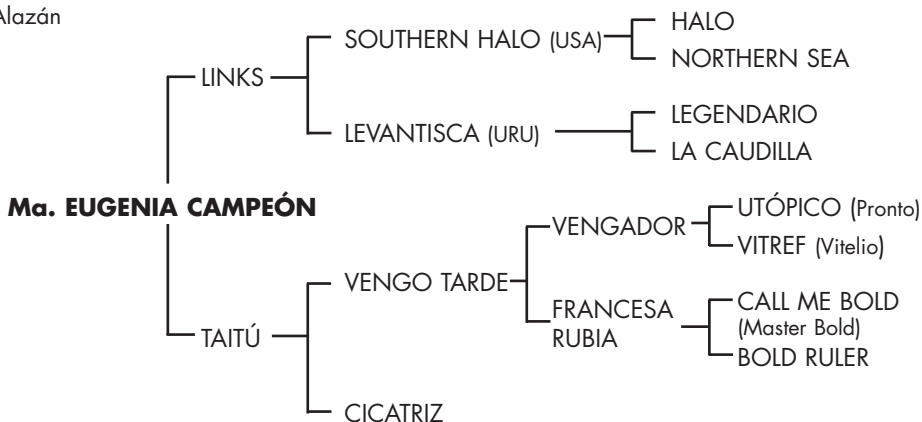 Alazán
HALO
SOUTHERN HALO (USA)
NORTHERN SEA
LINKS
LEGENDARIO
LEVANTISCA (URU)
LA CAUDILLA
Ma. EUGENIA CAMPEÓN
UTÓPICO (Pronto)
VENGADOR
VITREF (Vitelio)
VENGO TARDE
FRANCESA
RUBIA
CALL ME BOLD
(Master Bold)
BOLD RULER
TAITÚ
CICATRIZ